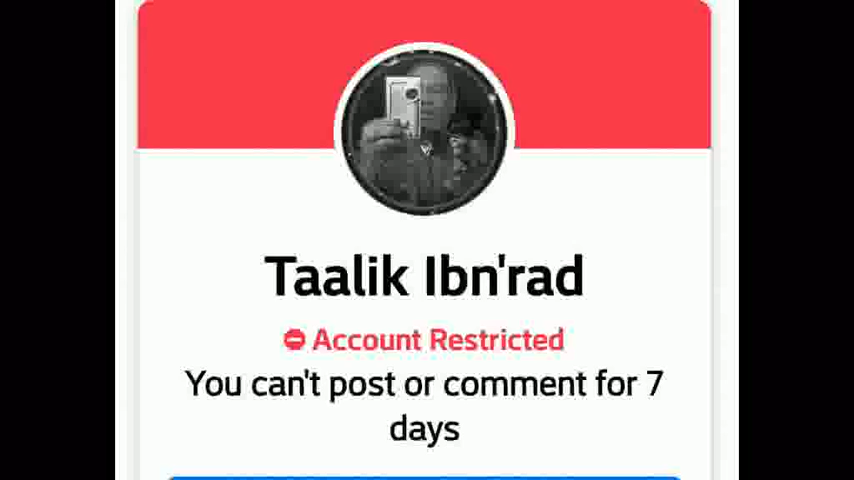 Taalik Ibn'rad
Account Restricted
You can't post or comment for 7
days